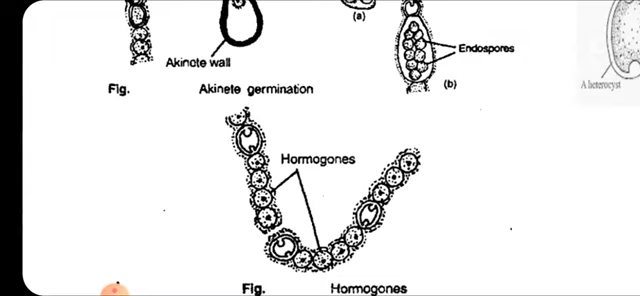 (a)
Akinete wall
Endospores
(b)
A heterocyst
Fig. Akinete germination
Hormogones
Fig. Hormogones